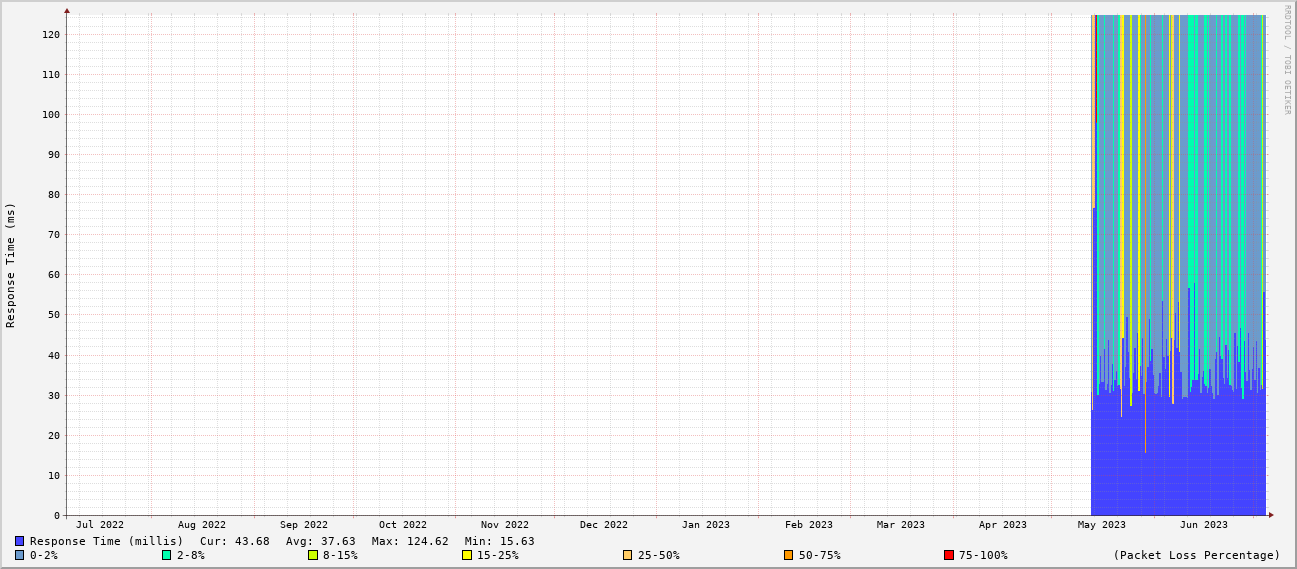 RRDTOOL / TOBI OETIKER
Response Time (ms)
120
110
100
90
80
70
60
50
40
30
20
10
0
Jul 2022 Aug 2022 Sep 2022 Oct 2022 Nov 2022 Dec 2022 Jan 2023 Feb 2023 Mar 2023 Apr 2023 May 2023 Jun 2023
Response Time (millis) Cur: 43.68 Avg: 37.63 Max: 124.62 Min: 15.63
0-2% 2-8% 8-15% 15-25% 25-50% 50-75% 75-100% (Packet Loss Percentage)